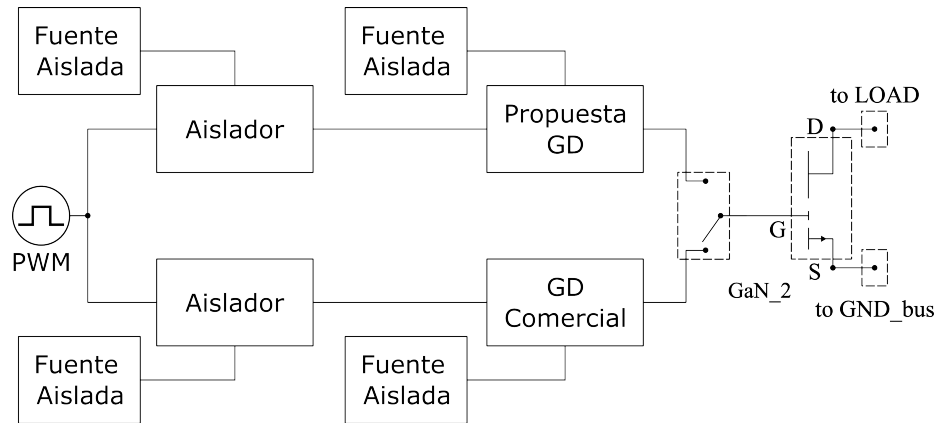 Fuente
Aislada
Fuente
Aislada
to LOAD
Aislador
Propuesta
GD
D
PWM
G
S
GaN_2
to GND_bus
Aislador
GD
Comercial
Fuente
Aislada
Fuente
Aislada